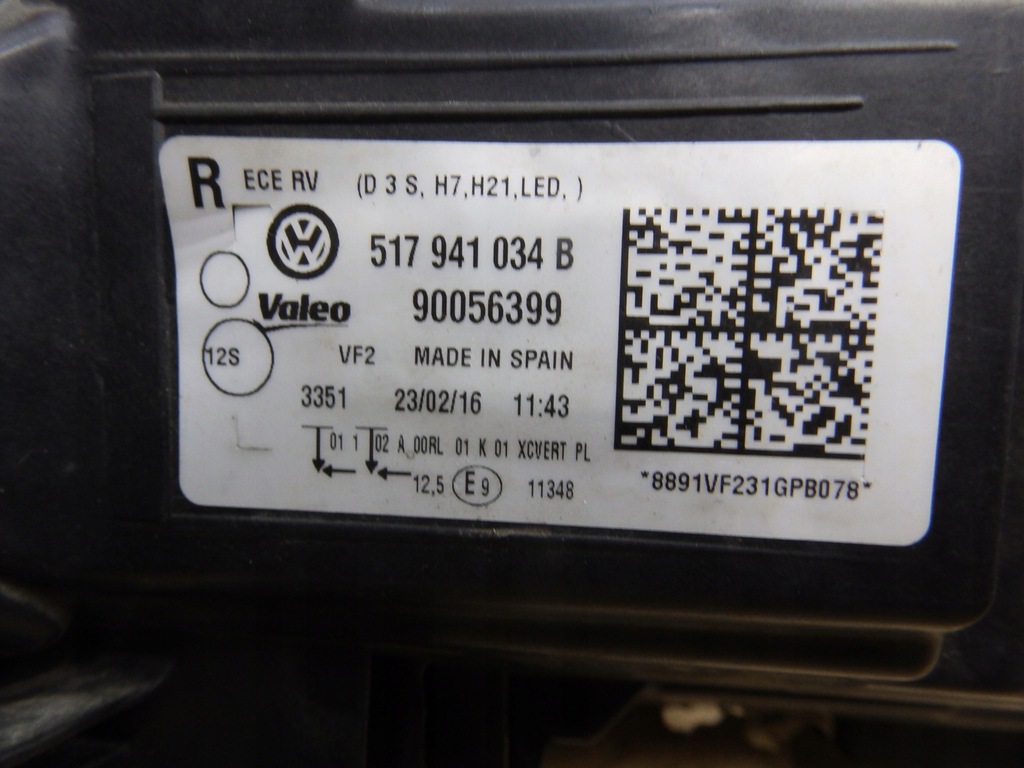 R ECE RV (D 3 S, H7,H21,LED, )
VW 517 941 034 B
Valeo 90056399
12S VF2 MADE IN SPAIN
3351 23/02/16 11:43
01 1 02 A 00RL 01 K 01 XCVERT PL
12,5 E9 11348
*8891VF231GPB078*